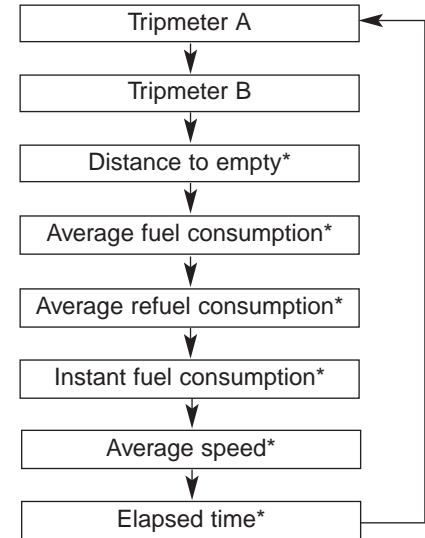 Tripmeter A
Tripmeter B
Distance to empty*
Average fuel consumption*
Average refuel consumption*
Instant fuel consumption*
Average speed*
Elapsed time*